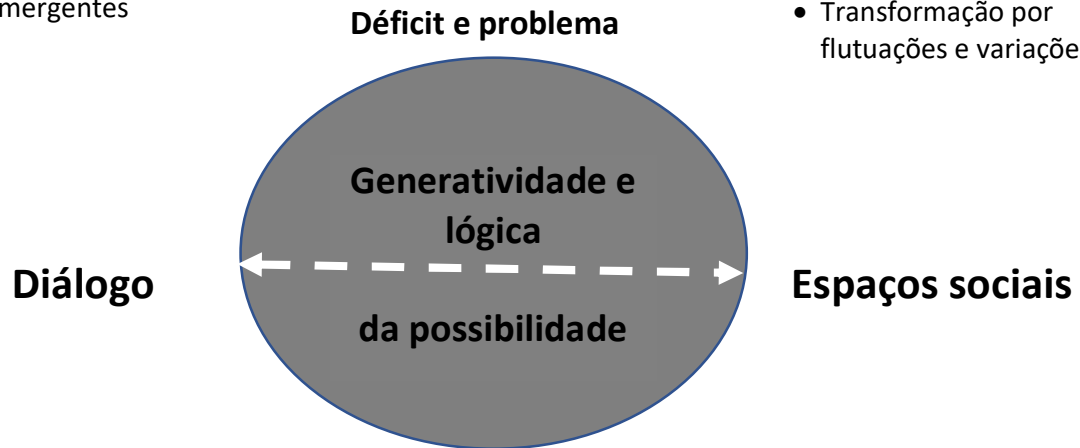 mergentes
Déficit e problema
• Transformação por
flutuações e variaçõe
Generatividade e
lógica
Diálogo
Espaços sociais
da possibilidade